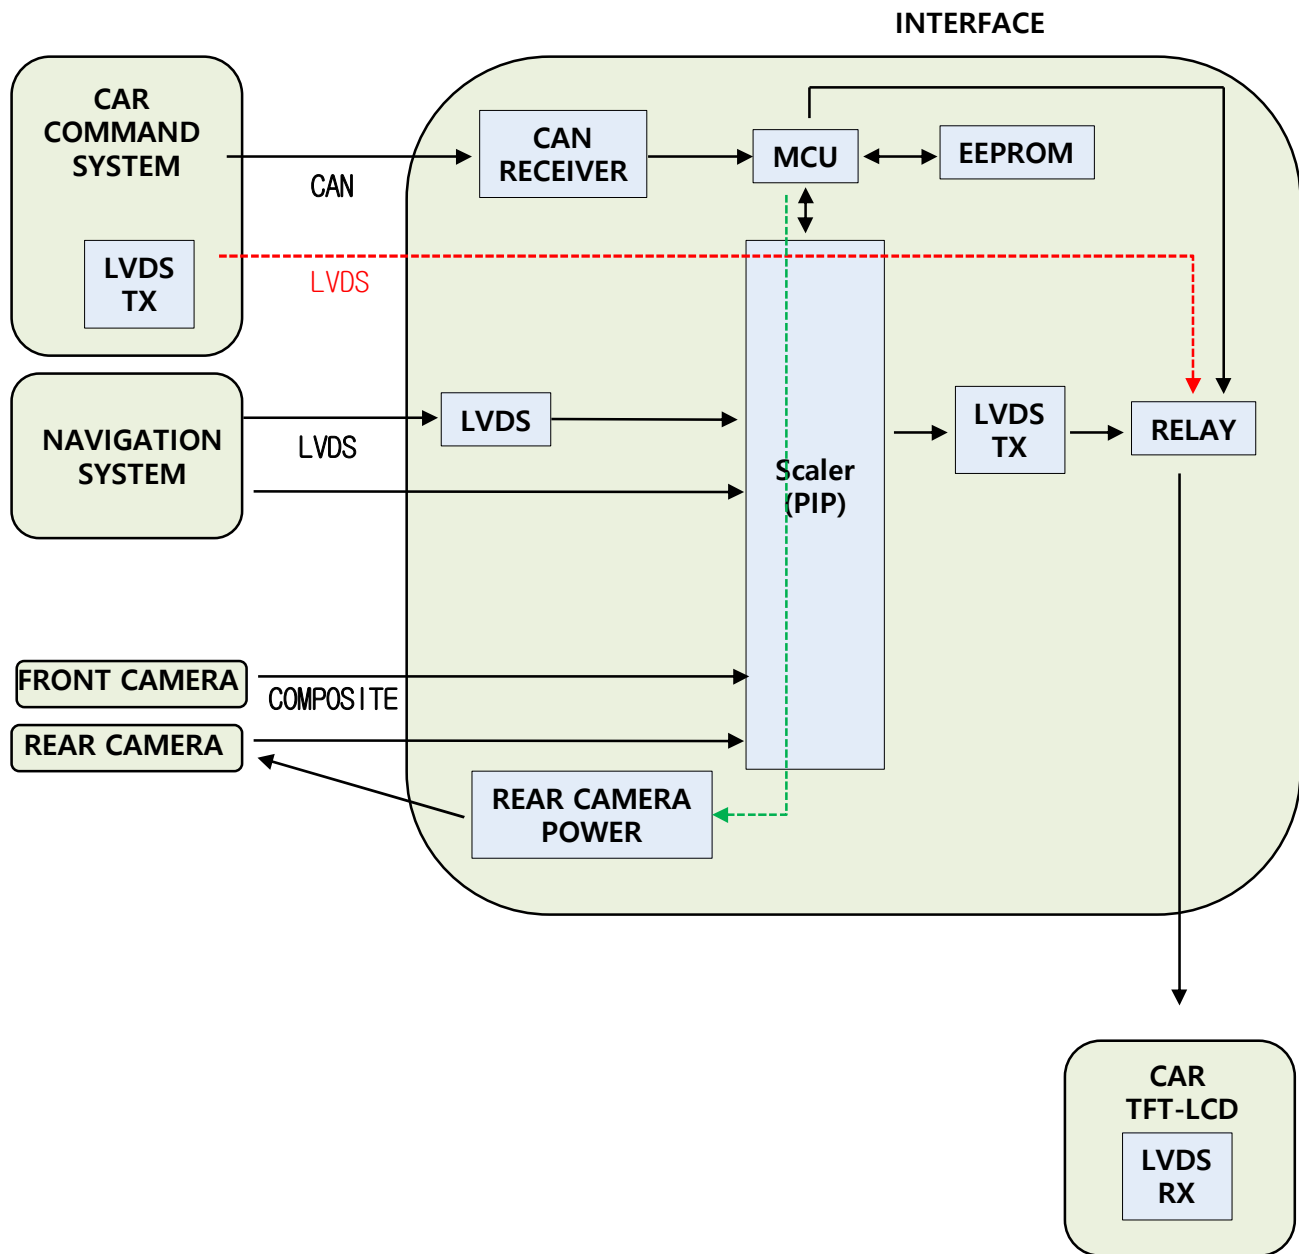 INTERFACE
CAR
COMMAND
SYSTEM
CAN
RECEIVER
MCU
EEPROM
CAN
LVDS
TX
LVDS
NAVIGATION
SYSTEM
LVDS
LVDS
Scaler
(PIP)
LVDS
TX
RELAY
FRONT CAMERA
COMPOSITE
REAR CAMERA
REAR CAMERA
POWER
CAR
TFT-LCD
LVDS
RX